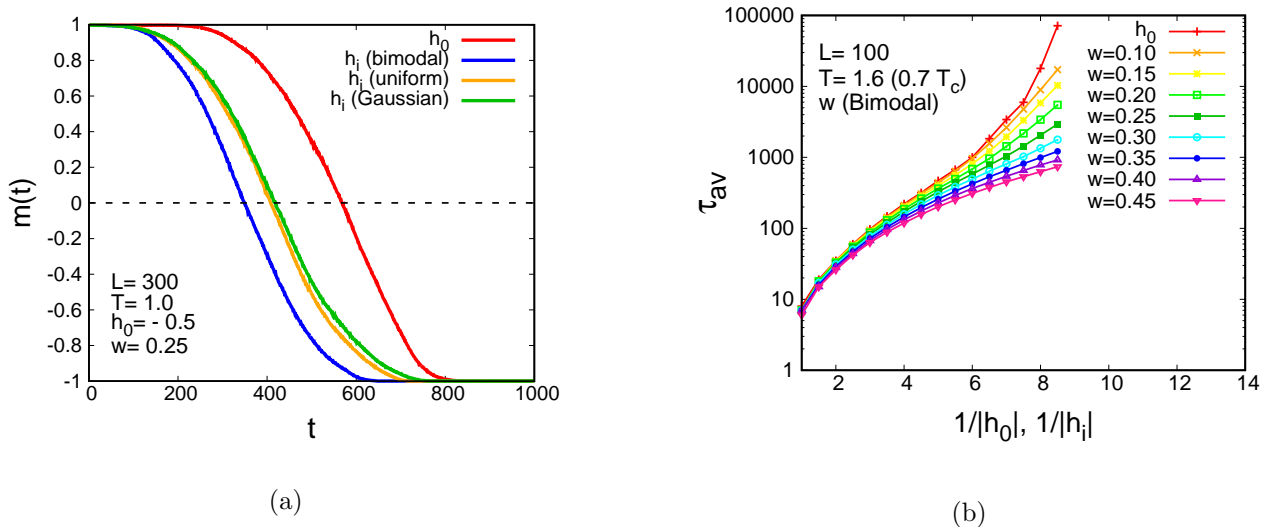 m(t)
1
0.8
0.6
0.4
0.2
0
-0.2
-0.4
-0.6
-0.8
-1
h0
hi (bimodal)
hi (uniform)
hi (Gaussian)
L= 300
T= 1.0
h0= - 0.5
w= 0.25
0 200 400 600 800 1000
t
(a)
τav
100000
10000
1000
100
10
1
L= 100
T= 1.6 (0.7 Tc)
w (Bimodal)
h0
w=0.10
w=0.15
w=0.20
w=0.25
w=0.30
w=0.35
w=0.40
w=0.45
2 4 6 8 10 12 14
1/|h0|, 1/|hi|
(b)